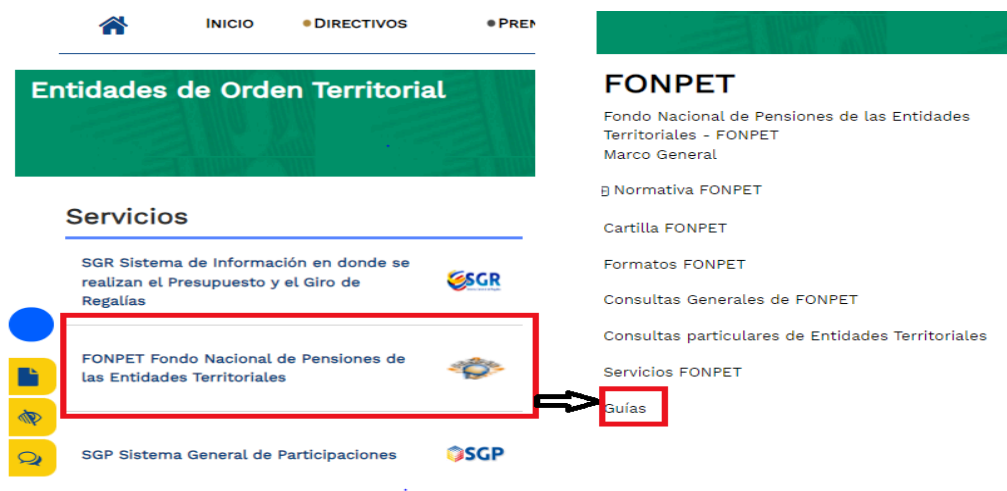 INICIO
DIRECTIVOS
PREN
Entidades de Orden Territorial
Servicios
SGR Sistema de Información en donde se
realizan el Presupuesto y el Giro de
Regalías
SGR
FONPET Fondo Nacional de Pensiones de
las Entidades Territoriales
SGP Sistema General de Participaciones
SGP
FONPET
Fondo Nacional de Pensiones de las Entidades
Territoriales - FONPET
Marco General
Normativa FONPET
Cartilla FONPET
Formatos FONPET
Consultas Generales de FONPET
Consultas particulares de Entidades Territoriales
Servicios FONPET
Guías